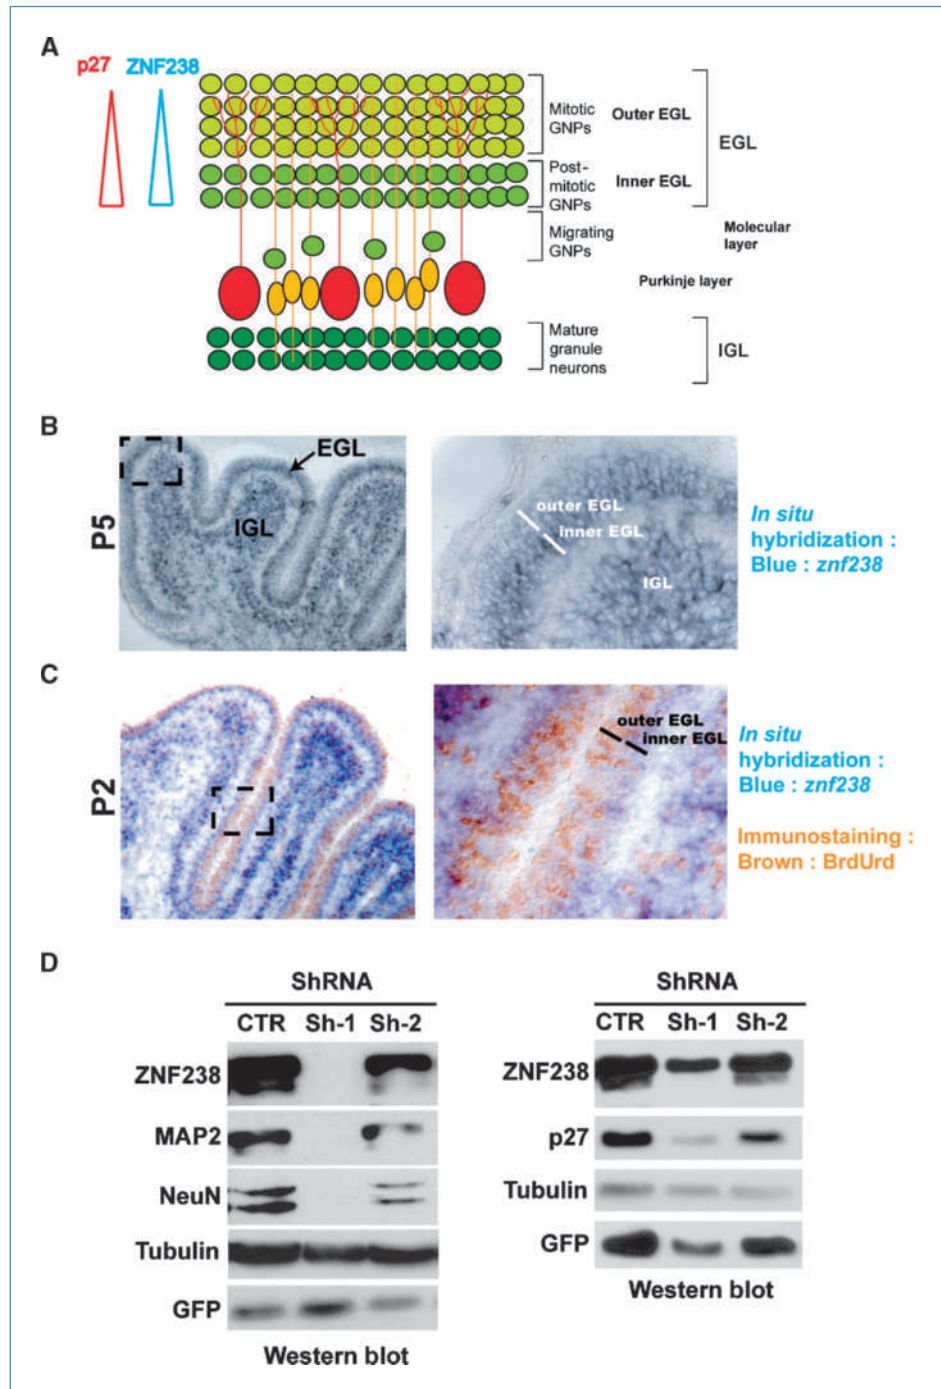 A
p27 ZNF238
Mitotic
GNPs
Outer EGL
EGL
Post-
mitotic
GNPs
Inner EGL
Migrating
GNPs
Molecular
layer
Purkinje layer
Mature
granule
neurons
IGL
B
P5
EGL
IGL
outer EGL
inner EGL
IGL
In situ
hybridization :
Blue : znf238
C
P2
outer EGL
inner EGL
In situ
hybridization :
Blue : znf238
Immunostaining :
Brown : BrdUrd
D
ShRNA
CTR Sh-1 Sh-2
ZNF238
MAP2
NeuN
Tubulin
GFP
Western blot
ShRNA
CTR Sh-1 Sh-2
ZNF238
p27
Tubulin
GFP
Western blot